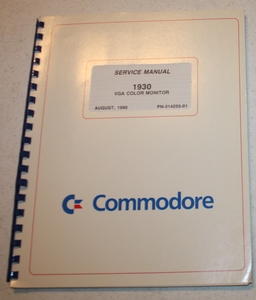 SERVICE MANUAL
1930
VGA COLOR MONITOR
AUGUST, 1990 PN-314255-01
Commodore